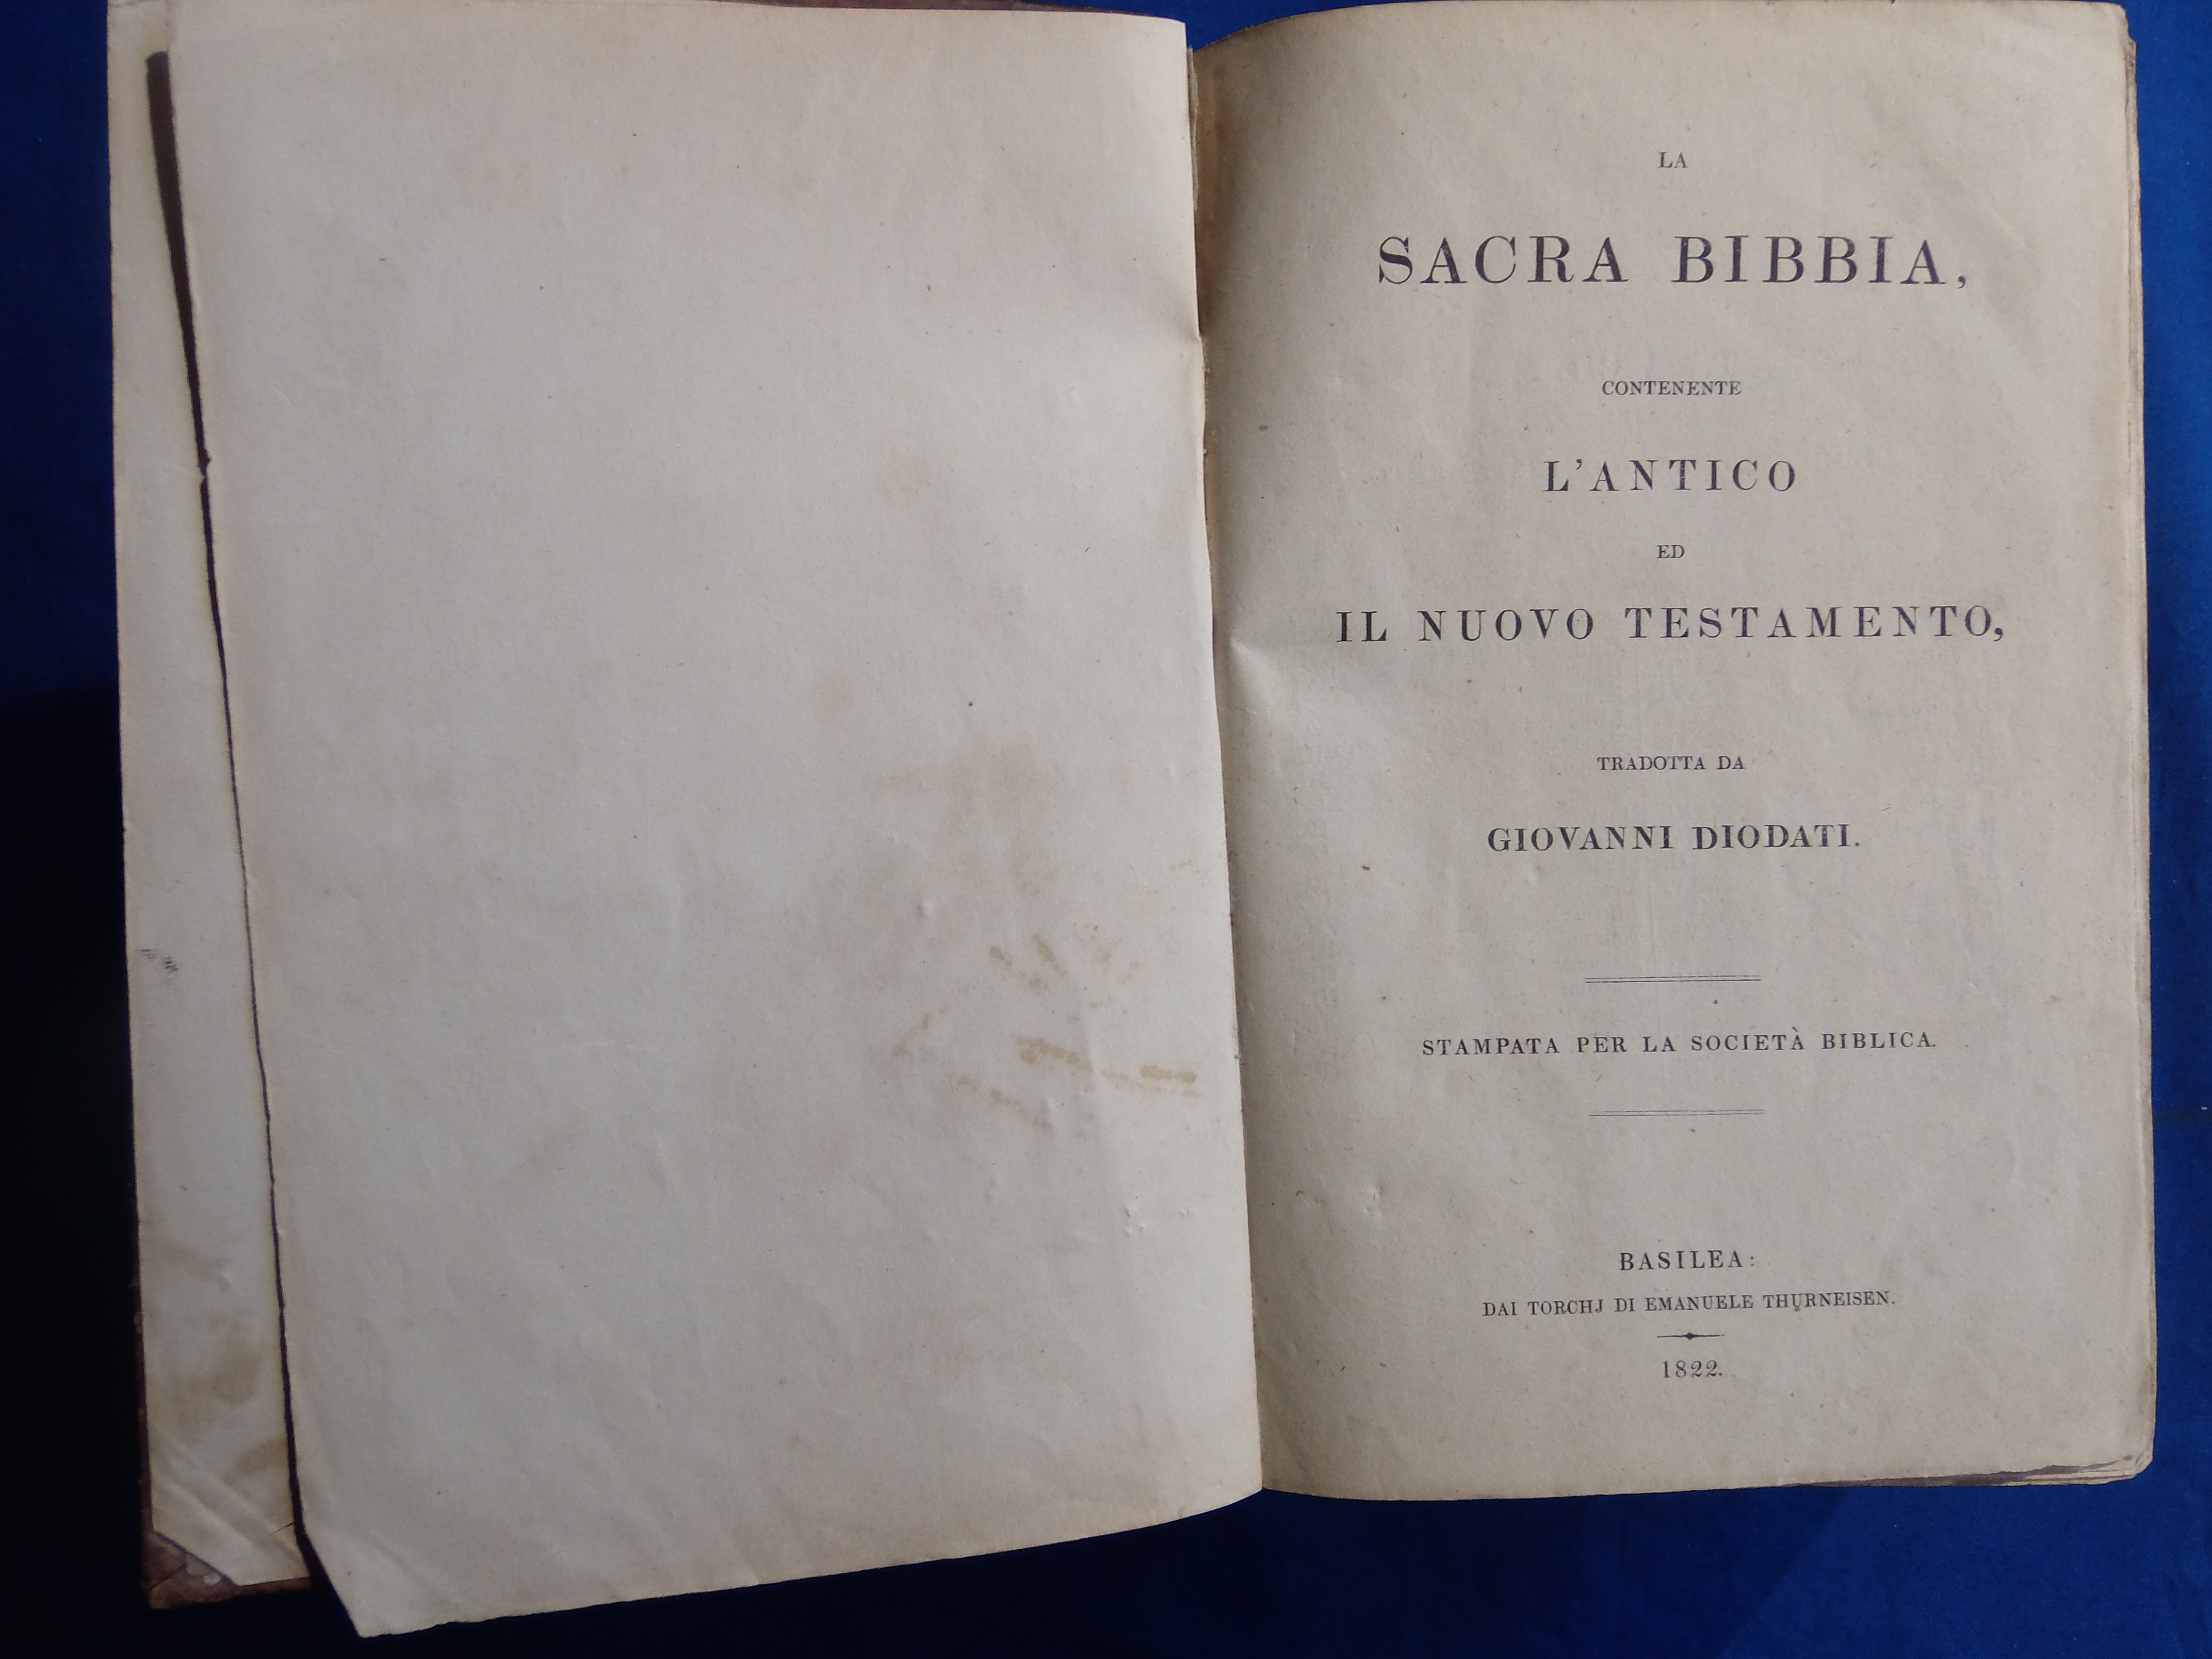 LA
SACRA BIBBIA,
CONTENENTE
L'ANTICO
ED
IL NUOVO TESTAMENTO,
TRADOTTA DA
GIOVANNI DIODATI.
STAMPATA PER LA SOCIETÀ BIBLICA.
BASILEA:
DAI TORCHJ DI EMANUELE THURNEISEN.
1822.